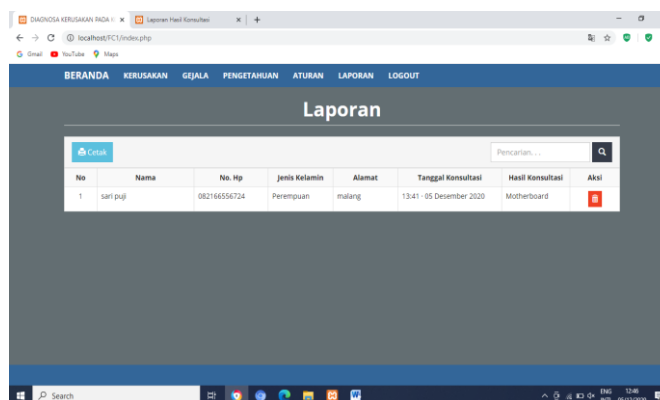 DIAGNOSA KERUSAKAN PADA
Laporan Hasil Konsultasi
localhost/FC1/index.php
Gmail YouTube Maps
BERANDA KERUSAKAN GEJALA PENGETAHUAN ATURAN LAPORAN LOGOUT
Laporan
Cetak
Pencarian. . .
No Nama No. Hp Jenis Kelamin Alamat Tanggal Konsultasi Hasil Konsultasi Aksi
1 sari puji 082166556724 Perempuan malang 13:41 - 05 Desember 2020 Motherboard
Search
ENG 12:46